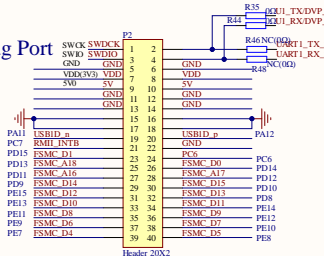 R35 0Ω U1_TX/DVP_
R44 U1_RX/DVP_
ng Port SWCK SWDCK P2 R46 NC(0Ω) UART1_TX_
SWIO SWDIO 1 2 UART1_RX_
GND GND 3 4 GND R48 NC(0Ω)
VDD(3V3) VDD 5 6 VDD
5V0 5V 7 8 5V
GND 9 10 GND
GND 11 12 GND
13 14
15 16
PA11 USBID_n 17 18 USBID_p PA12
PC7 RMII_INTB 19 20 GND
21 22 PC6
PD15 FSMC_D1 23 24 FSMC_D0 PC6
PD13 FSMC_A18 25 26 FSMC_A17 PD14
PD11 FSMC_A16 27 28 FSMC_D15 PD12
PD9 FSMC_D14 29 30 FSMC_D13 PD10
PE15 FSMC_D12 31 32 FSMC_D11 PD8
PE13 FSMC_D10 33 34 FSMC_D9 PE14
PE11 FSMC_D8 35 36 FSMC_D7 PE12
PE9 FSMC_D6 37 38 FSMC_D5 PE10
PE7 FSMC_D4 39 40 PE8
Header 20X2